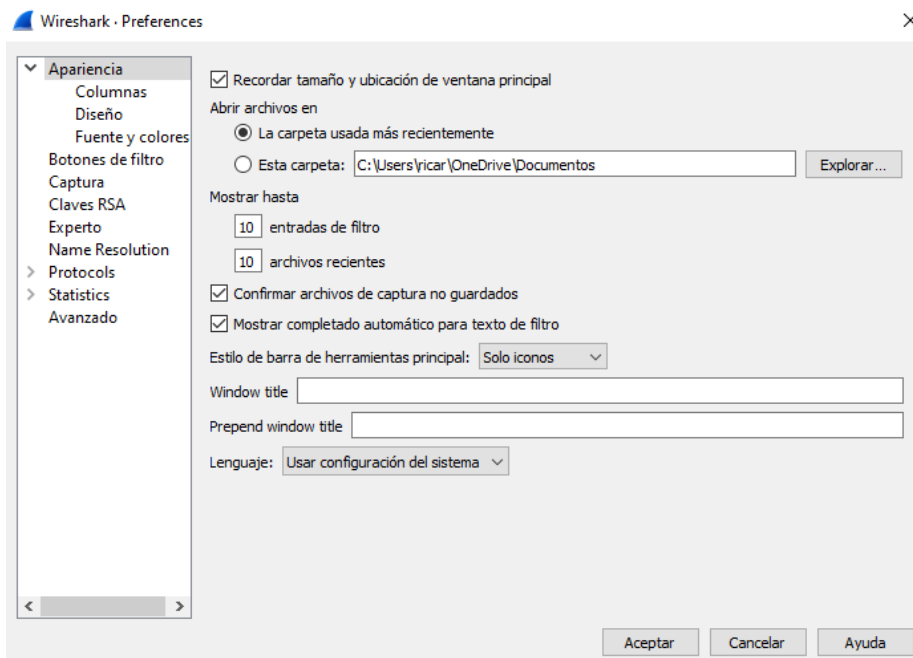 Wireshark · Preferences
Apariencia
Columnas
Diseño
Fuente y colores
Botones de filtro
Captura
Claves RSA
Experto
Name Resolution
Protocols
Statistics
Avanzado
Recordar tamaño y ubicación de ventana principal
Abrir archivos en
La carpeta usada más recientemente
Esta carpeta: C:\Users\ricar\OneDrive\Documentos Explorar...
Mostrar hasta
10 entradas de filtro
10 archivos recientes
Confirmar archivos de captura no guardados
Mostrar completado automático para texto de filtro
Estilo de barra de herramientas principal: Solo iconos
Window title
Prepend window title
Lenguaje: Usar configuración del sistema
Aceptar Cancelar Ayuda